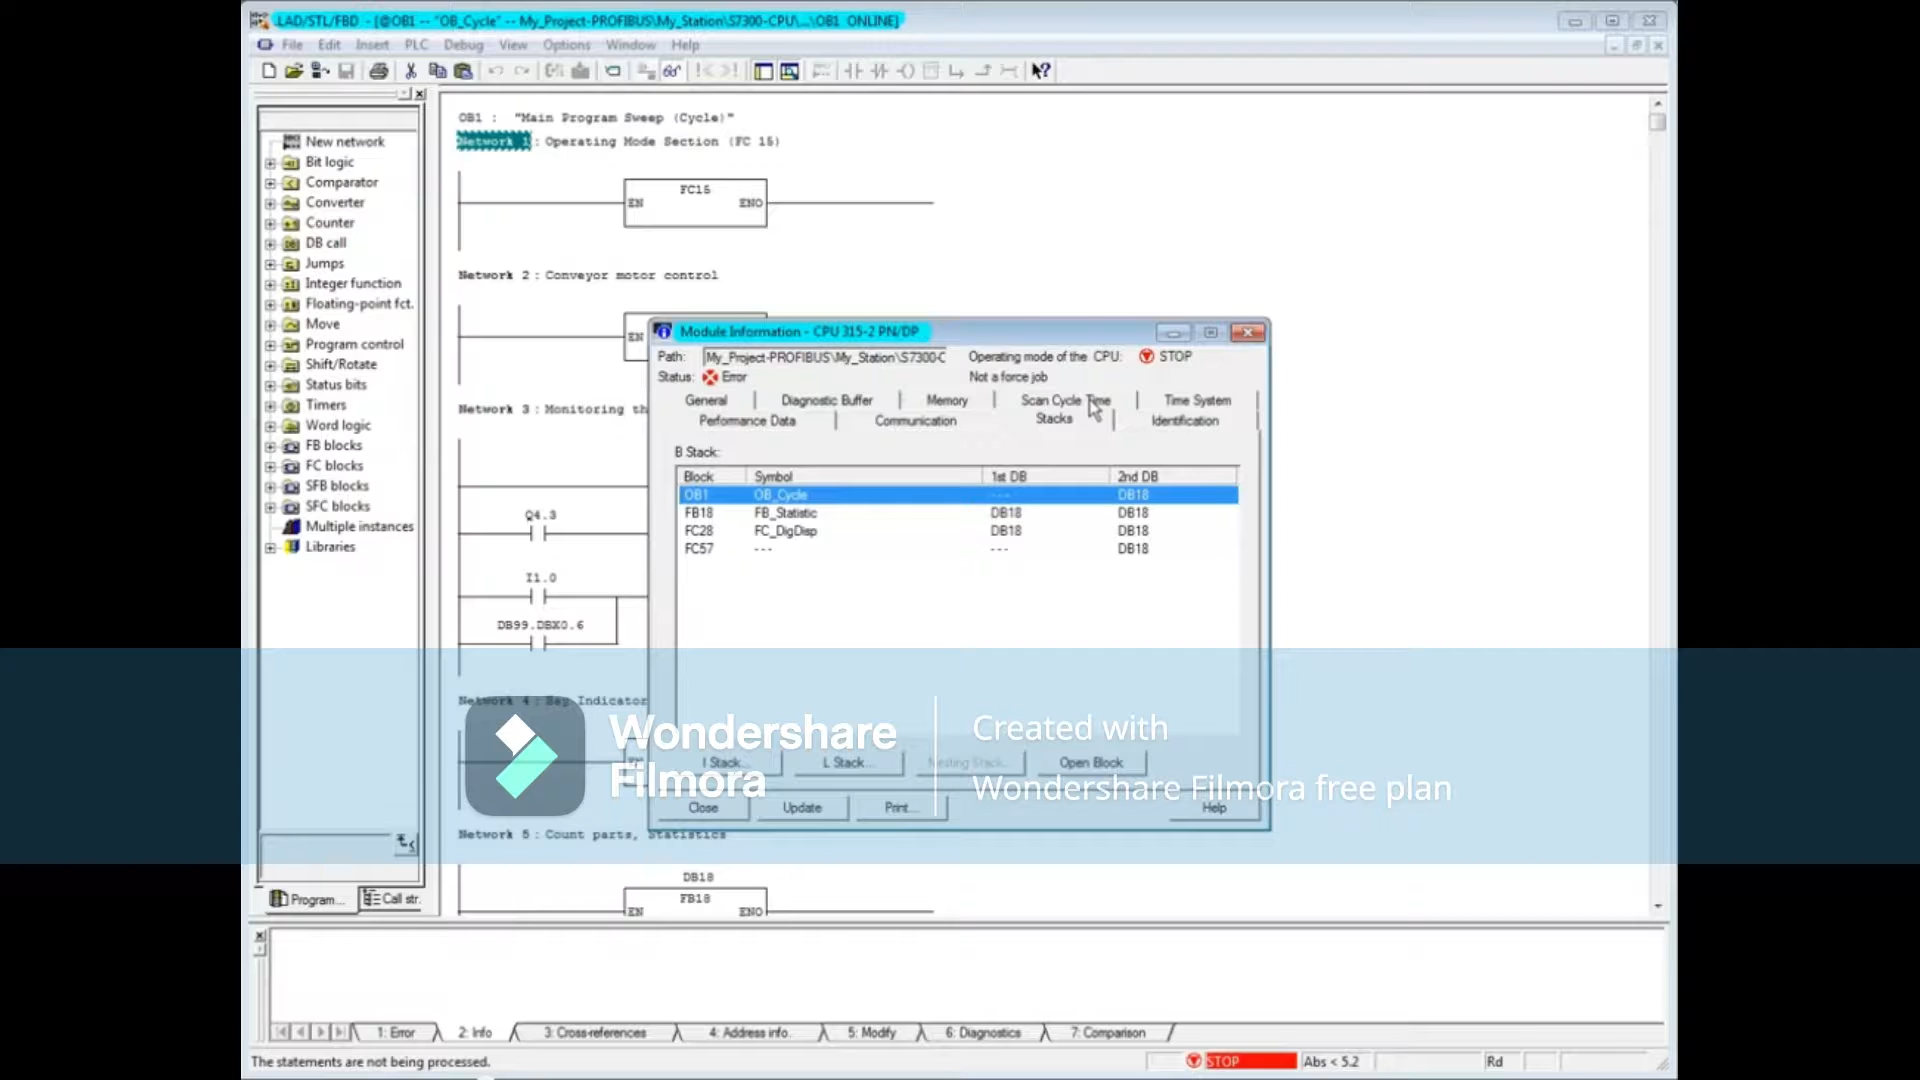 LAD/STL/FBD - [@OB1 -- "OB_Cycle" -- My_Project-PROFIBUS\My_Station\S7300-CPU\...\OB1 ONLINE]
File Edit Insert PLC Debug View Options Window Help
New network
Bit logic
Comparator
Converter
Counter
DB call
Jumps
Integer function
Floating-point fct.
Move
Program control
Shift/Rotate
Status bits
Timers
Word logic
FB blocks
FC blocks
SFB blocks
SFC blocks
Multiple instances
Libraries
Program...
Call str.
OB1 : "Main Program Sweep (Cycle)"
Network 1: Operating Mode Section (FC 15)
FC15
EN ENO
Network 2: Conveyor motor control
EN
Network 3: Monitoring th
Q4.3
I1.0
DB99.DBX0.6
Network 4: Bay Indicator
EN
Network 5: Count parts, Statistics
DB18
FB18
EN ENO
Module Information - CPU 315-2 PN/DP
Path: My_Project-PROFIBUS\My_Station\S7300-C
Operating mode of the CPU: STOP
Status: Error
Not a force job
General Diagnostic Buffer Memory Scan Cycle Time Time System
Performance Data Communication Stacks Identification
B Stack:
Block Symbol 1st DB 2nd DB
OB1 OB_Cycle --- DB18
FB18 FB_Statistic DB18 DB18
FC28 FC_DigDisp DB18 DB18
FC57 --- --- DB18
I Stack... L Stack... Nesting Stack... Open Block
Close Update Print... Help
Wondershare
Filmora
Created with
Wondershare Filmora free plan
1: Error 2: Info 3: Cross-references 4: Address info. 5: Modify 6: Diagnostics 7: Comparison
The statements are not being processed.
STOP Abs < 5.2 Rd